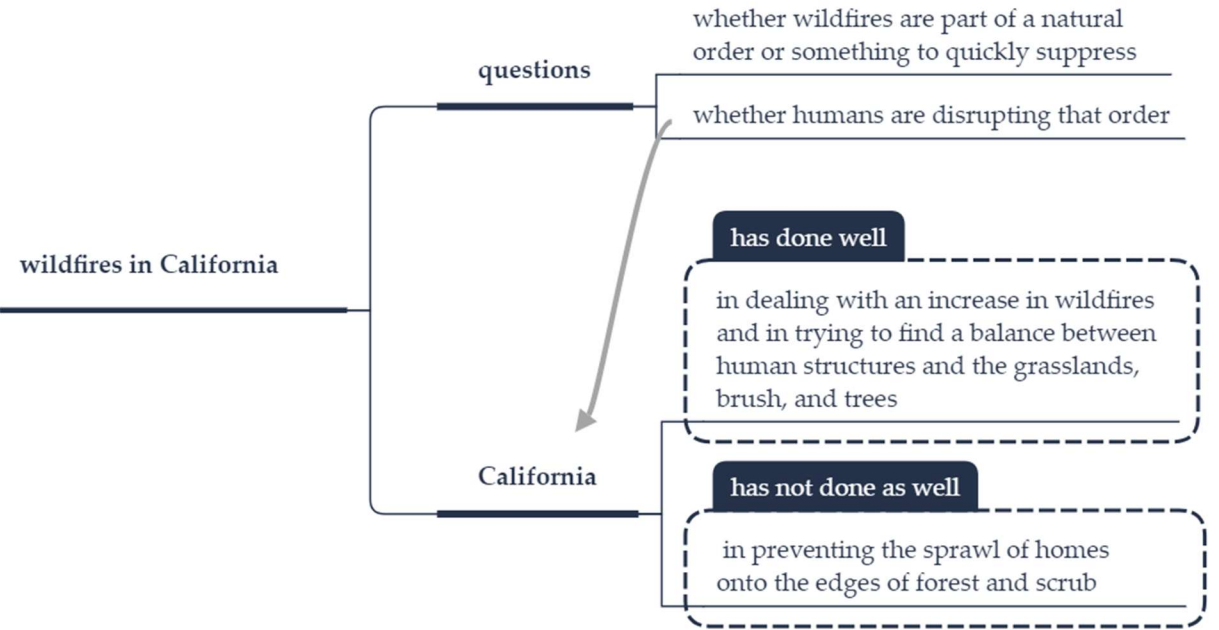 wildfires in California
questions
whether wildfires are part of a natural
order or something to quickly suppress
whether humans are disrupting that order
California
has done well
in dealing with an increase in wildfires
and in trying to find a balance between
human structures and the grasslands,
brush, and trees
has not done as well
in preventing the sprawl of homes
onto the edges of forest and scrub